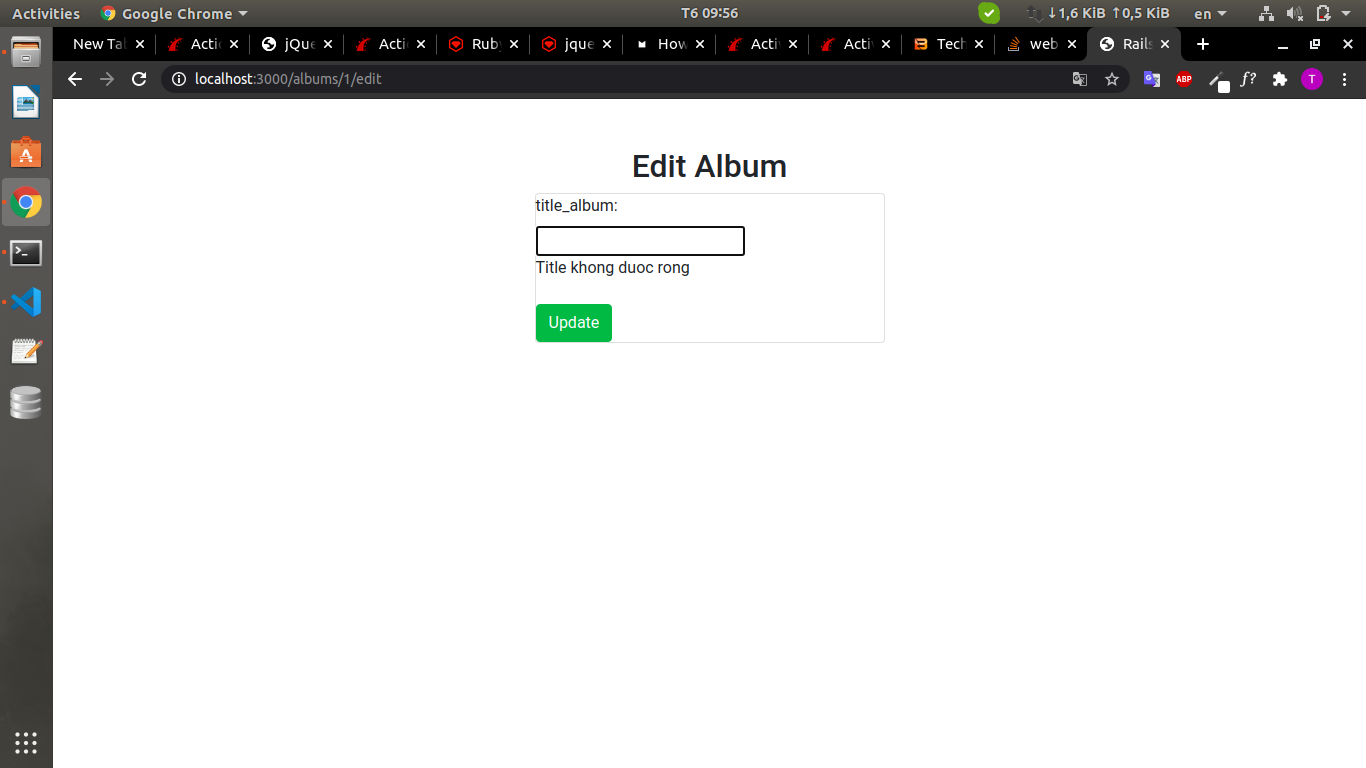 Activities Google Chrome T6 09:56 ↓1,6 KiB ↑0,5 KiB en
New Tal Actio jQue Actio Ruby jque How Activ Activ Tech web Rails
localhost:3000/albums/1/edit ABP f? T
Edit Album
title_album:
Title khong duoc rong
Update